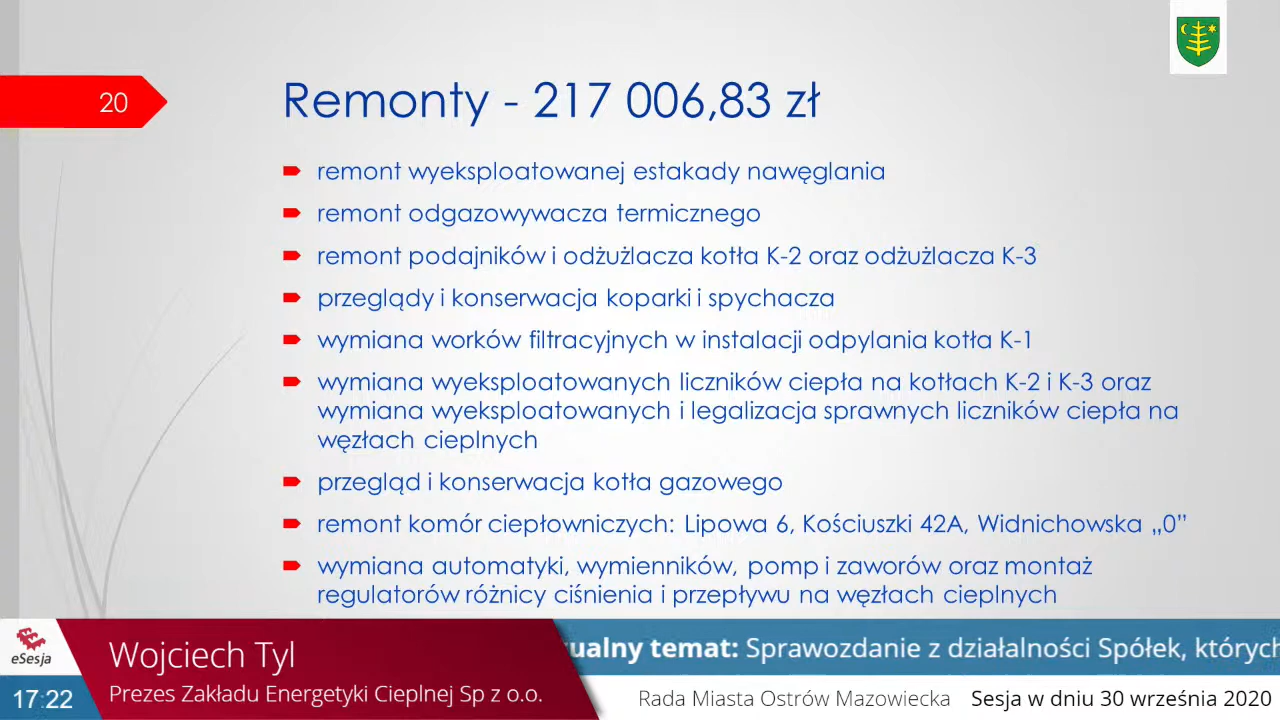 20
Remonty - 217 006,83 zł
remont wyeksploatowanej estakady nawęglania
remont odgazowywacza termicznego
remont podajników i odżużlacza kotła K-2 oraz odżużlacza K-3
przeglądy i konserwacja koparki i spychacza
wymiana worków filtracyjnych w instalacji odpylania kotła K-1
wymiana wyeksploatowanych liczników ciepła na kotłach K-2 i K-3 oraz
wymiana wyeksploatowanych i legalizacja sprawnych liczników ciepła na
węzłach cieplnych
przegląd i konserwacja kotła gazowego
remont komór ciepłowniczych: Lipowa 6, Kościuszki 42A, Widnichowska „0”
wymiana automatyki, wymienników, pomp i zaworów oraz montaż
regulatorów różnicy ciśnienia i przepływu na węzłach cieplnych
eSesja
Wojciech Tyl
ualny temat: Sprawozdanie z działalności Spółek, których
17:22
Prezes Zakładu Energetyki Cieplnej Sp z o.o.
Rada Miasta Ostrów Mazowiecka Sesja w dniu 30 września 2020